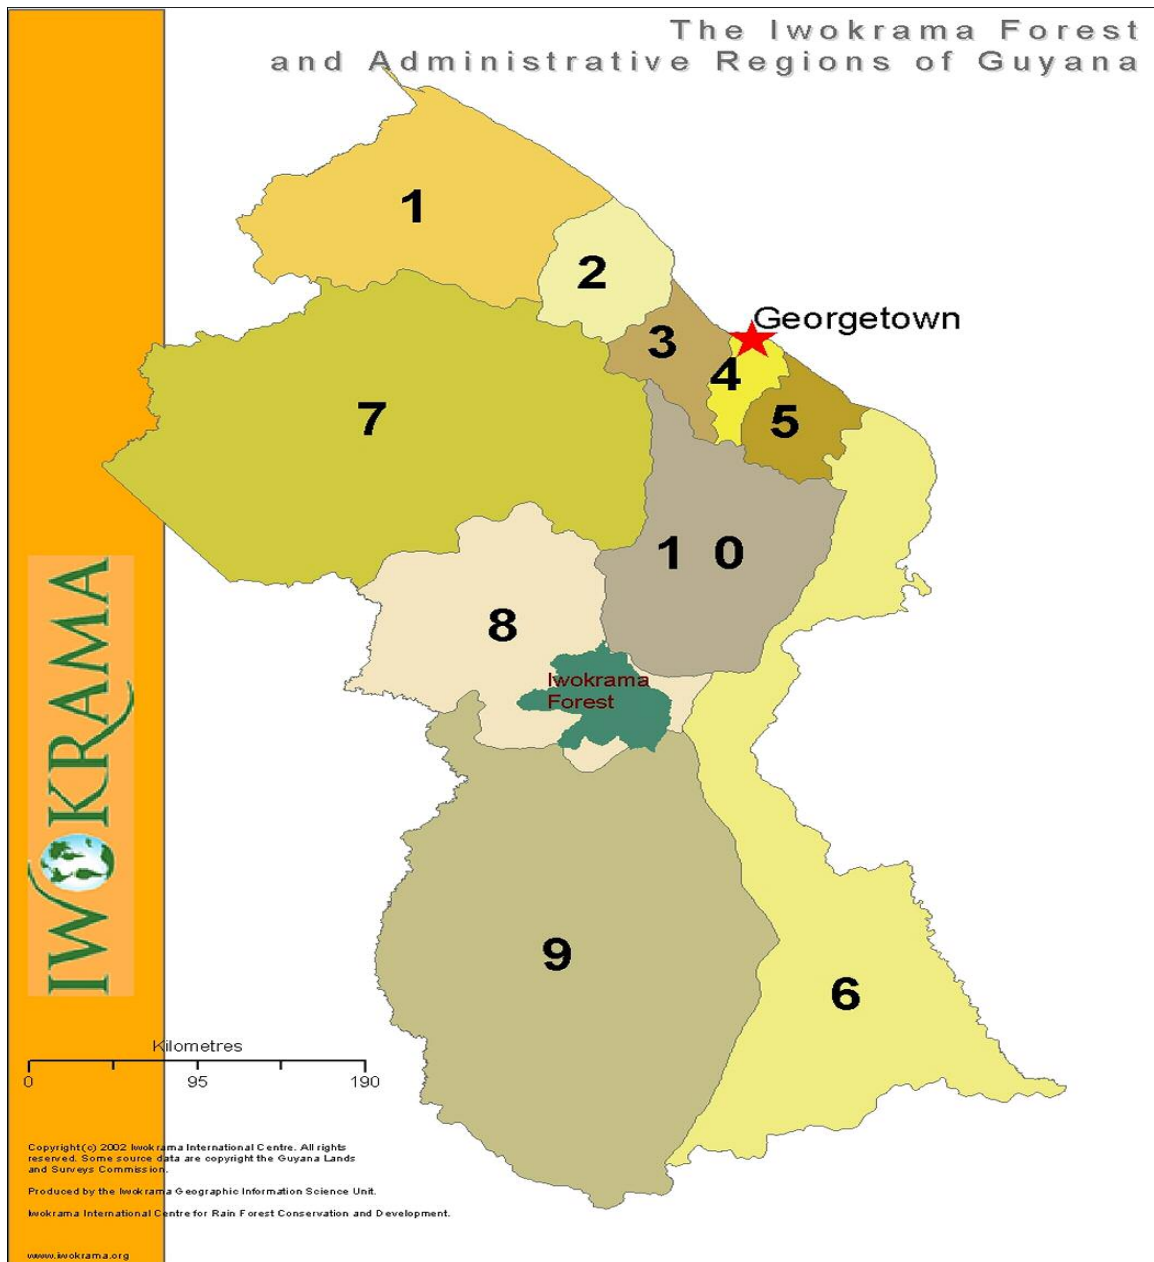 The Iwokrama Forest
and Administrative Regions of Guyana
1
2
Georgetown
3
4
5
7
1 0
8
Iwokrama
Forest
IWOKRAMA
9
6
Kilometres
0 95 190
Copyright (c) 2002 Iwokrama International Centre. All rights
reserved. Some source data are copyright the Guyana Lands
and Surveys Commission.
Produced by the Iwokrama Geographic Information Science Unit.
Iwokrama International Centre for Rain Forest Conservation and Development.
www.iwokrama.org